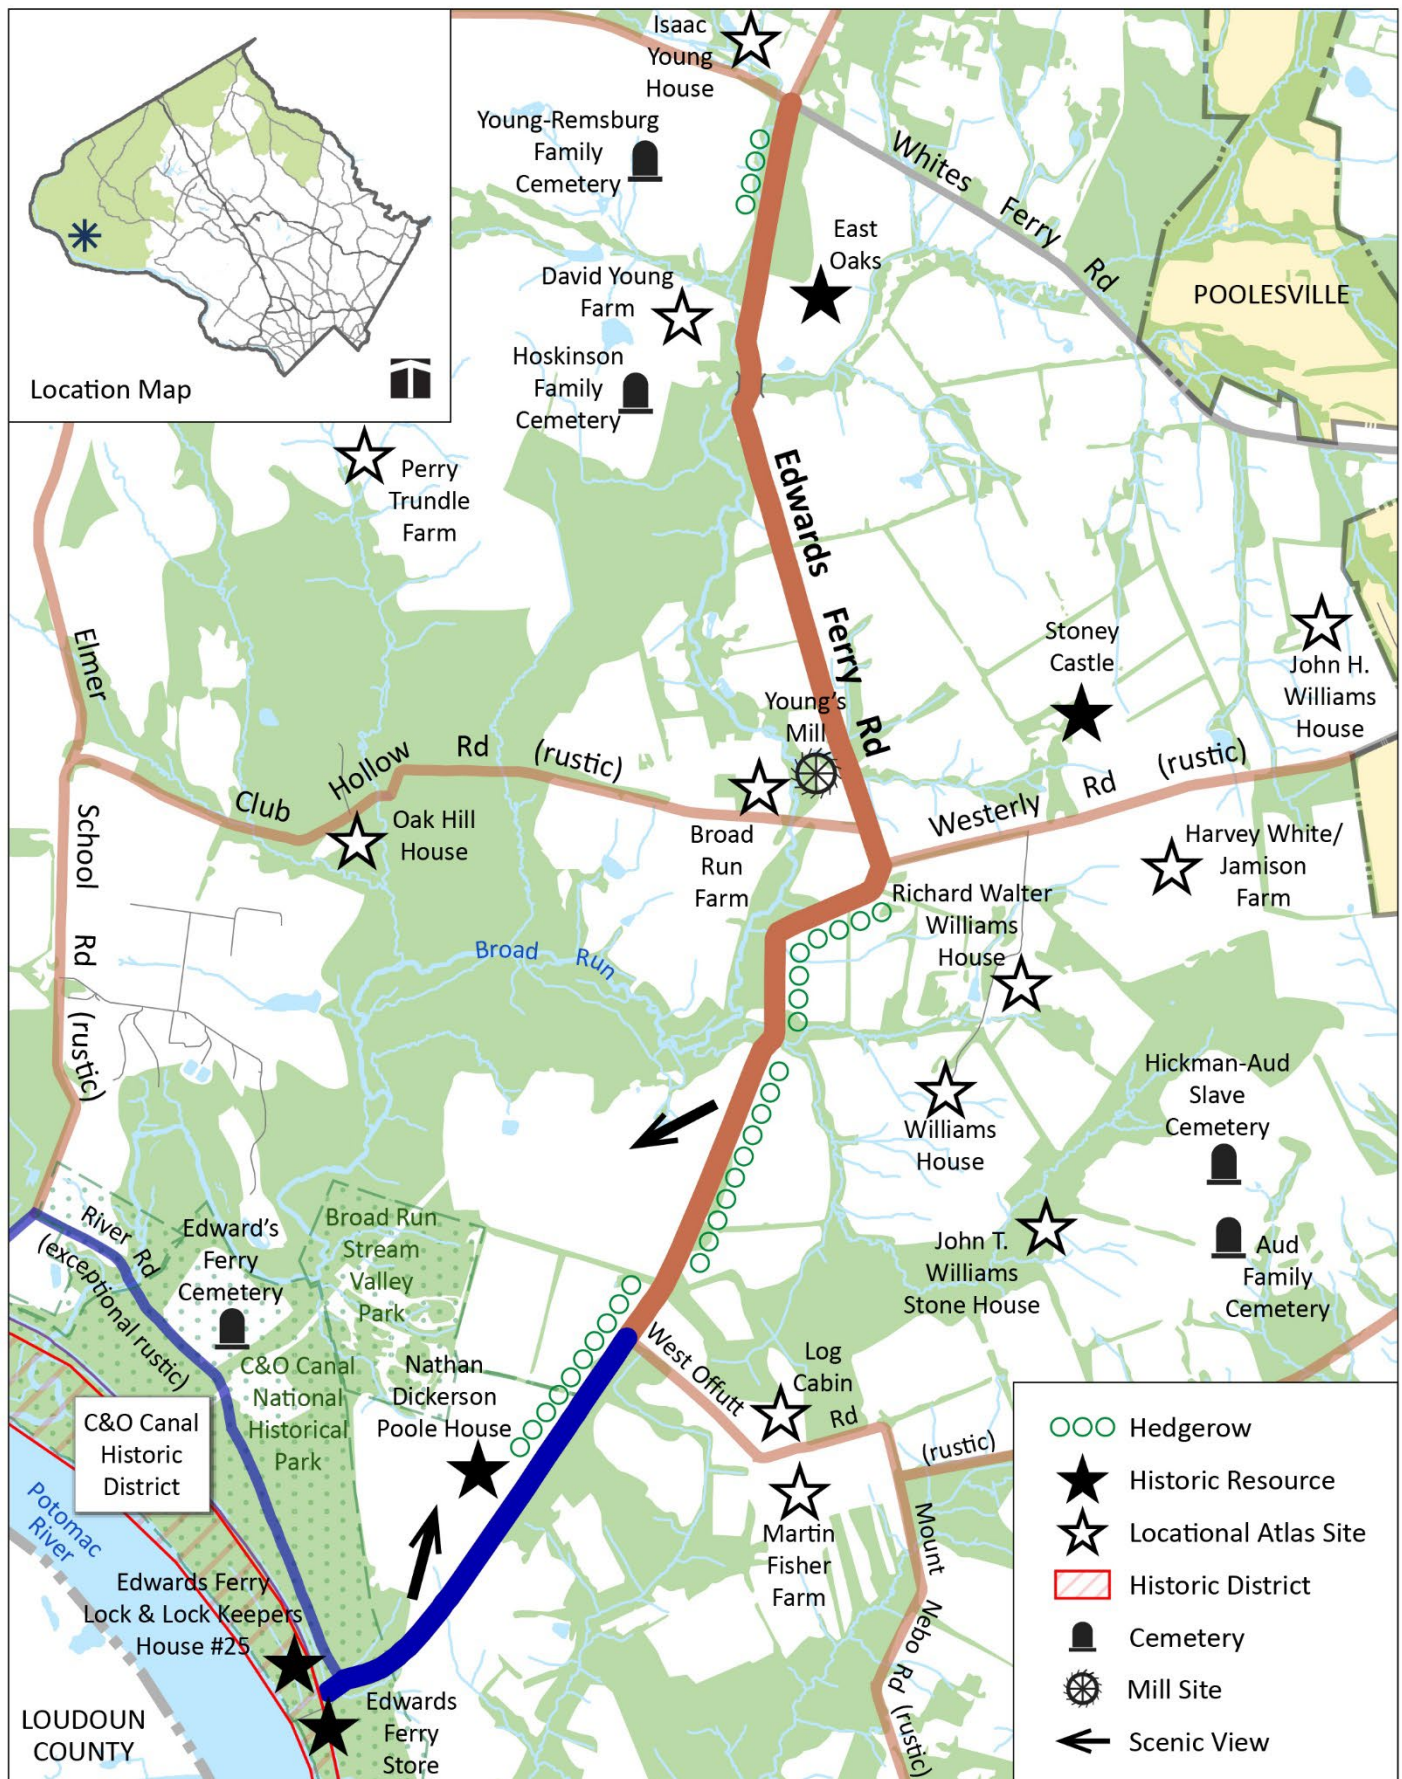 Isaac
Young
House
Young-Remsburg
Family
Cemetery
Whites Ferry Rd
East
Oaks
David Young
Farm
POOLESVILLE
Hoskinson
Family
Cemetery
Location Map
Perry
Trundle
Farm
Edwards Ferry Rd
Elmer School Rd (rustic)
Stoney
Castle
John H.
Williams
House
Young's
Mill
Club Hollow Rd (rustic)
Westerly Rd (rustic)
Oak Hill
House
Broad
Run
Farm
Harvey White/
Jamison
Farm
Richard Walter
Williams
House
Broad Run
Hickman-Aud
Slave
Cemetery
Williams
House
River Rd
(exceptional rustic)
Edward's
Ferry
Cemetery
Broad Run
Stream
Valley
Park
John T.
Williams
Stone House
Aud
Family
Cemetery
C&O Canal
National
Historical
Park
Nathan
Dickerson
Poole House
West Offutt Rd
Log
Cabin
(rustic)
C&O Canal
Historic
District
Potomac
River
Martin
Fisher
Farm
Mount Nebo Rd (rustic)
Edwards Ferry
Lock & Lock Keepers
House #25
Edwards
Ferry
Store
LOUDOUN
COUNTY
Hedgerow
Historic Resource
Locational Atlas Site
Historic District
Cemetery
Mill Site
Scenic View